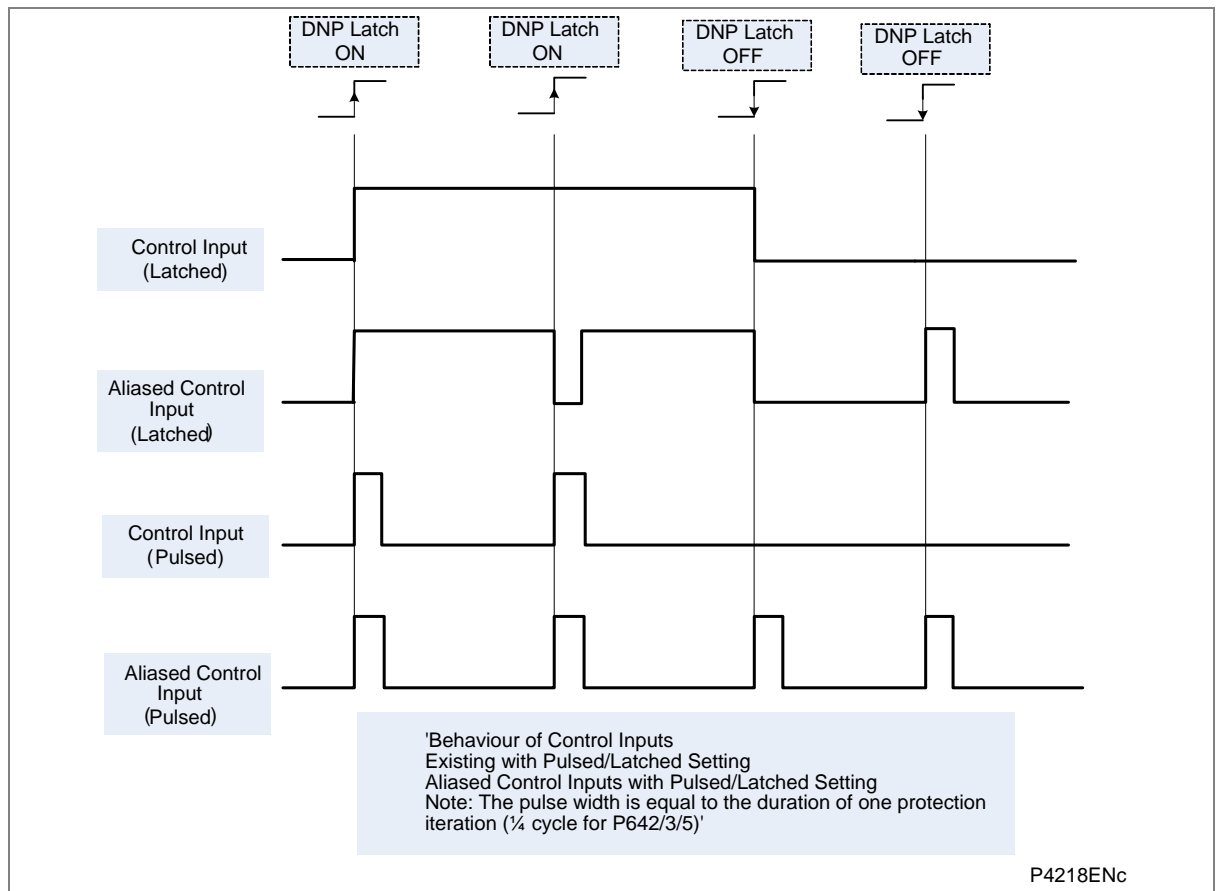 DNP Latch
ON
DNP Latch
ON
DNP Latch
OFF
DNP Latch
OFF
Control Input
(Latched)
Aliased Control
Input
(Latched)
Control Input
(Pulsed)
Aliased Control
Input
(Pulsed)
'Behaviour of Control Inputs
Existing with Pulsed/Latched Setting
Aliased Control Inputs with Pulsed/Latched Setting
Note: The pulse width is equal to the duration of one protection
iteration (¼ cycle for P642/3/5)'
P4218ENc